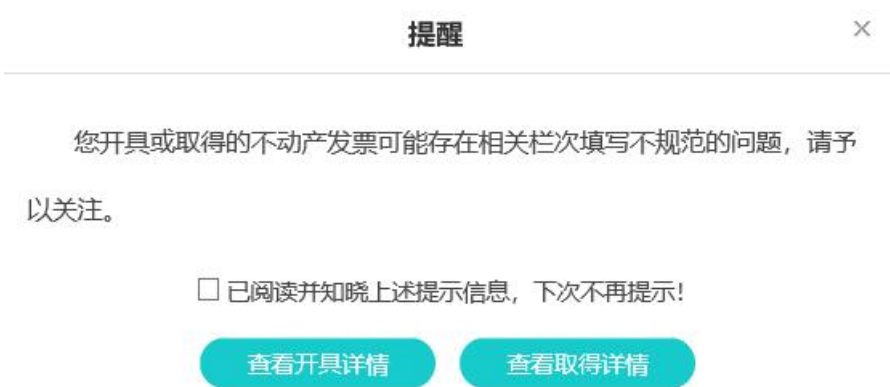 提醒
您开具或取得的不动产发票可能存在相关栏次填写不规范的问题，请予
以关注。
已阅读并知晓上述提示信息，下次不再提示！
查看开具详情 查看取得详情